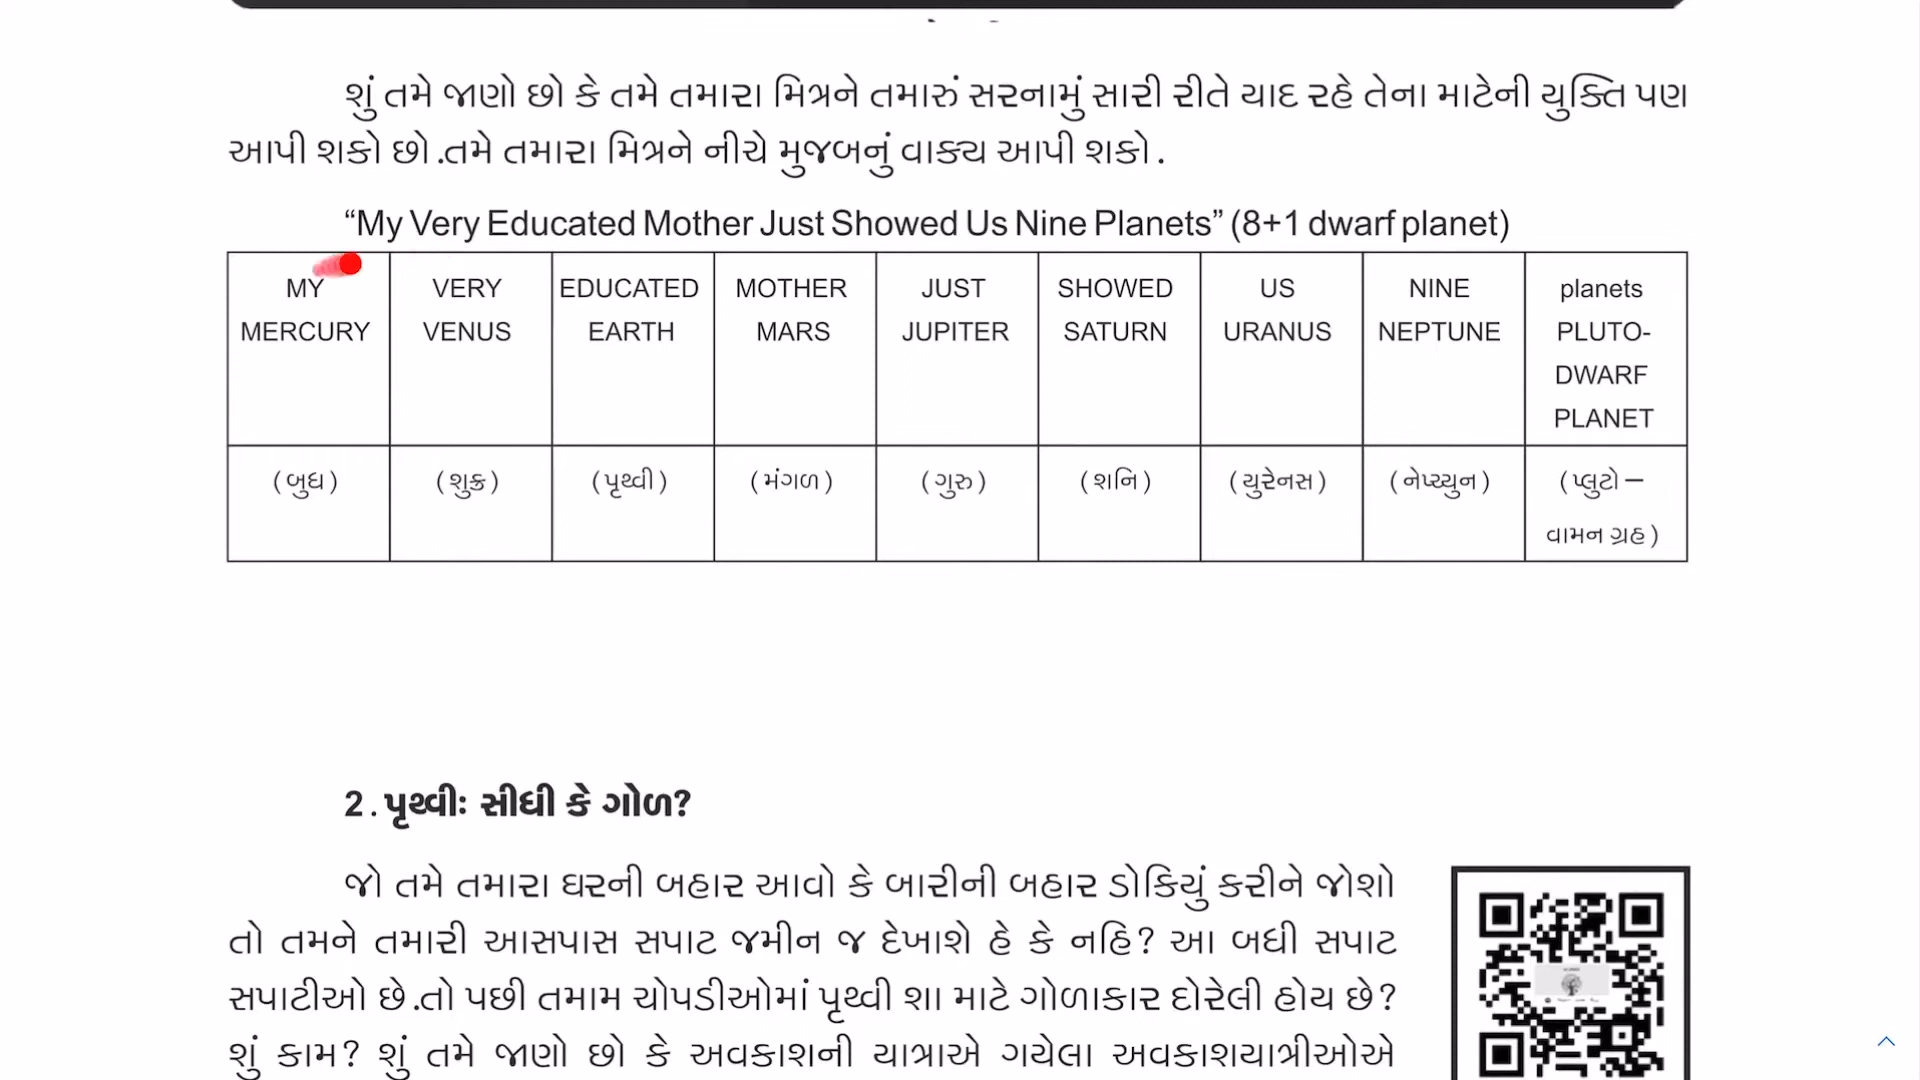 શું તમે જાણો છો કે તમે તમારા મિત્રને તમારું સરનામું સારી રીતે યાદ રહે તેના માટેની યુક્તિ પણ
આપી શકો છો.તમે તમારા મિત્રને નીચે મુજબનું વાક્ય આપી શકો.
“My Very Educated Mother Just Showed Us Nine Planets” (8+1 dwarf planet)
MY VERY EDUCATED MOTHER JUST SHOWED US NINE planets
MERCURY VENUS EARTH MARS JUPITER SATURN URANUS NEPTUNE PLUTO-
DWARF
PLANET
(બુધ) (શુક્ર) (પૃથ્વી) (મંગળ) (ગુરુ) (શનિ) (યુરેનસ) (નેપ્ચ્યુન) (પ્લુટો –
વામન ગ્રહ)
2.પૃથ્વીઃ સીધી કે ગોળ?
જો તમે તમારા ઘરની બહાર આવો કે બારીની બહાર ડોકિયું કરીને જોશો
તો તમને તમારી આસપાસ સપાટ જમીન જ દેખાશે હે કે નહિ? આ બધી સપાટ
સપાટીઓ છે.તો પછી તમામ ચોપડીઓમાં પૃથ્વી શા માટે ગોળાકાર દોરેલી હોય છે?
શું કામ? શું તમે જાણો છો કે અવકાશની યાત્રાએ ગયેલા અવકાશયાત્રીઓએ